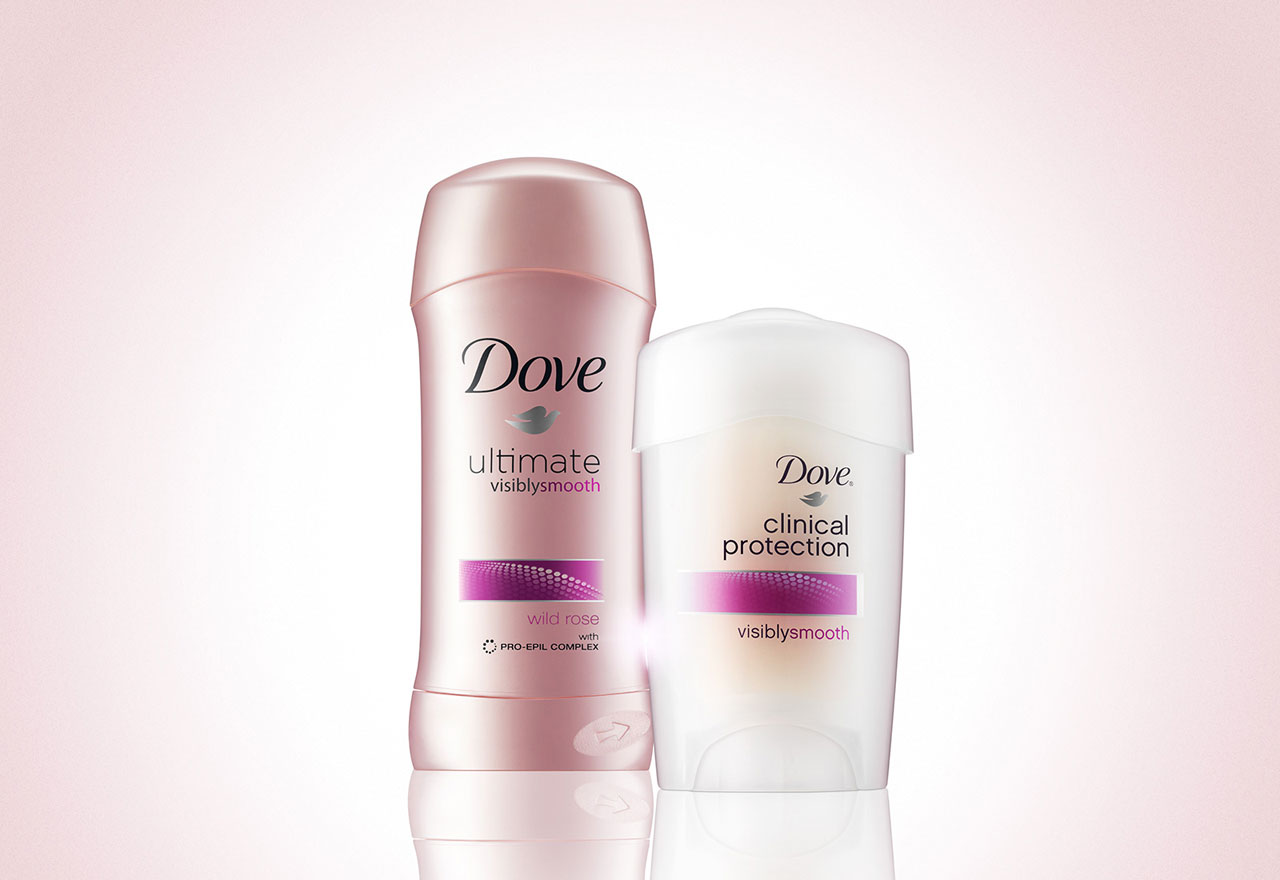 Dove
ultimate
visiblysmooth
wild rose
with
PRO-EPIL COMPLEX
Dove®
clinical
protection
visiblysmooth